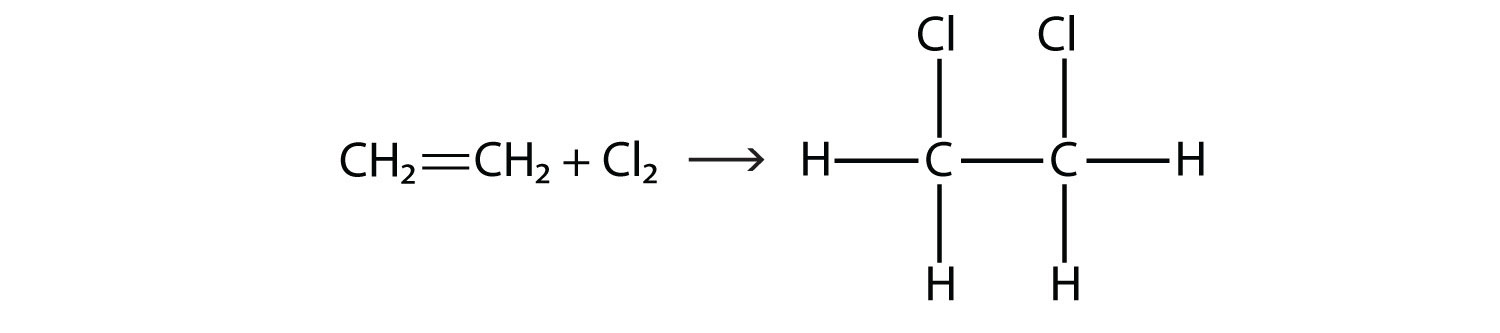 Cl Cl
CH₂=CH₂ + Cl₂ → H—C—C—H
H H